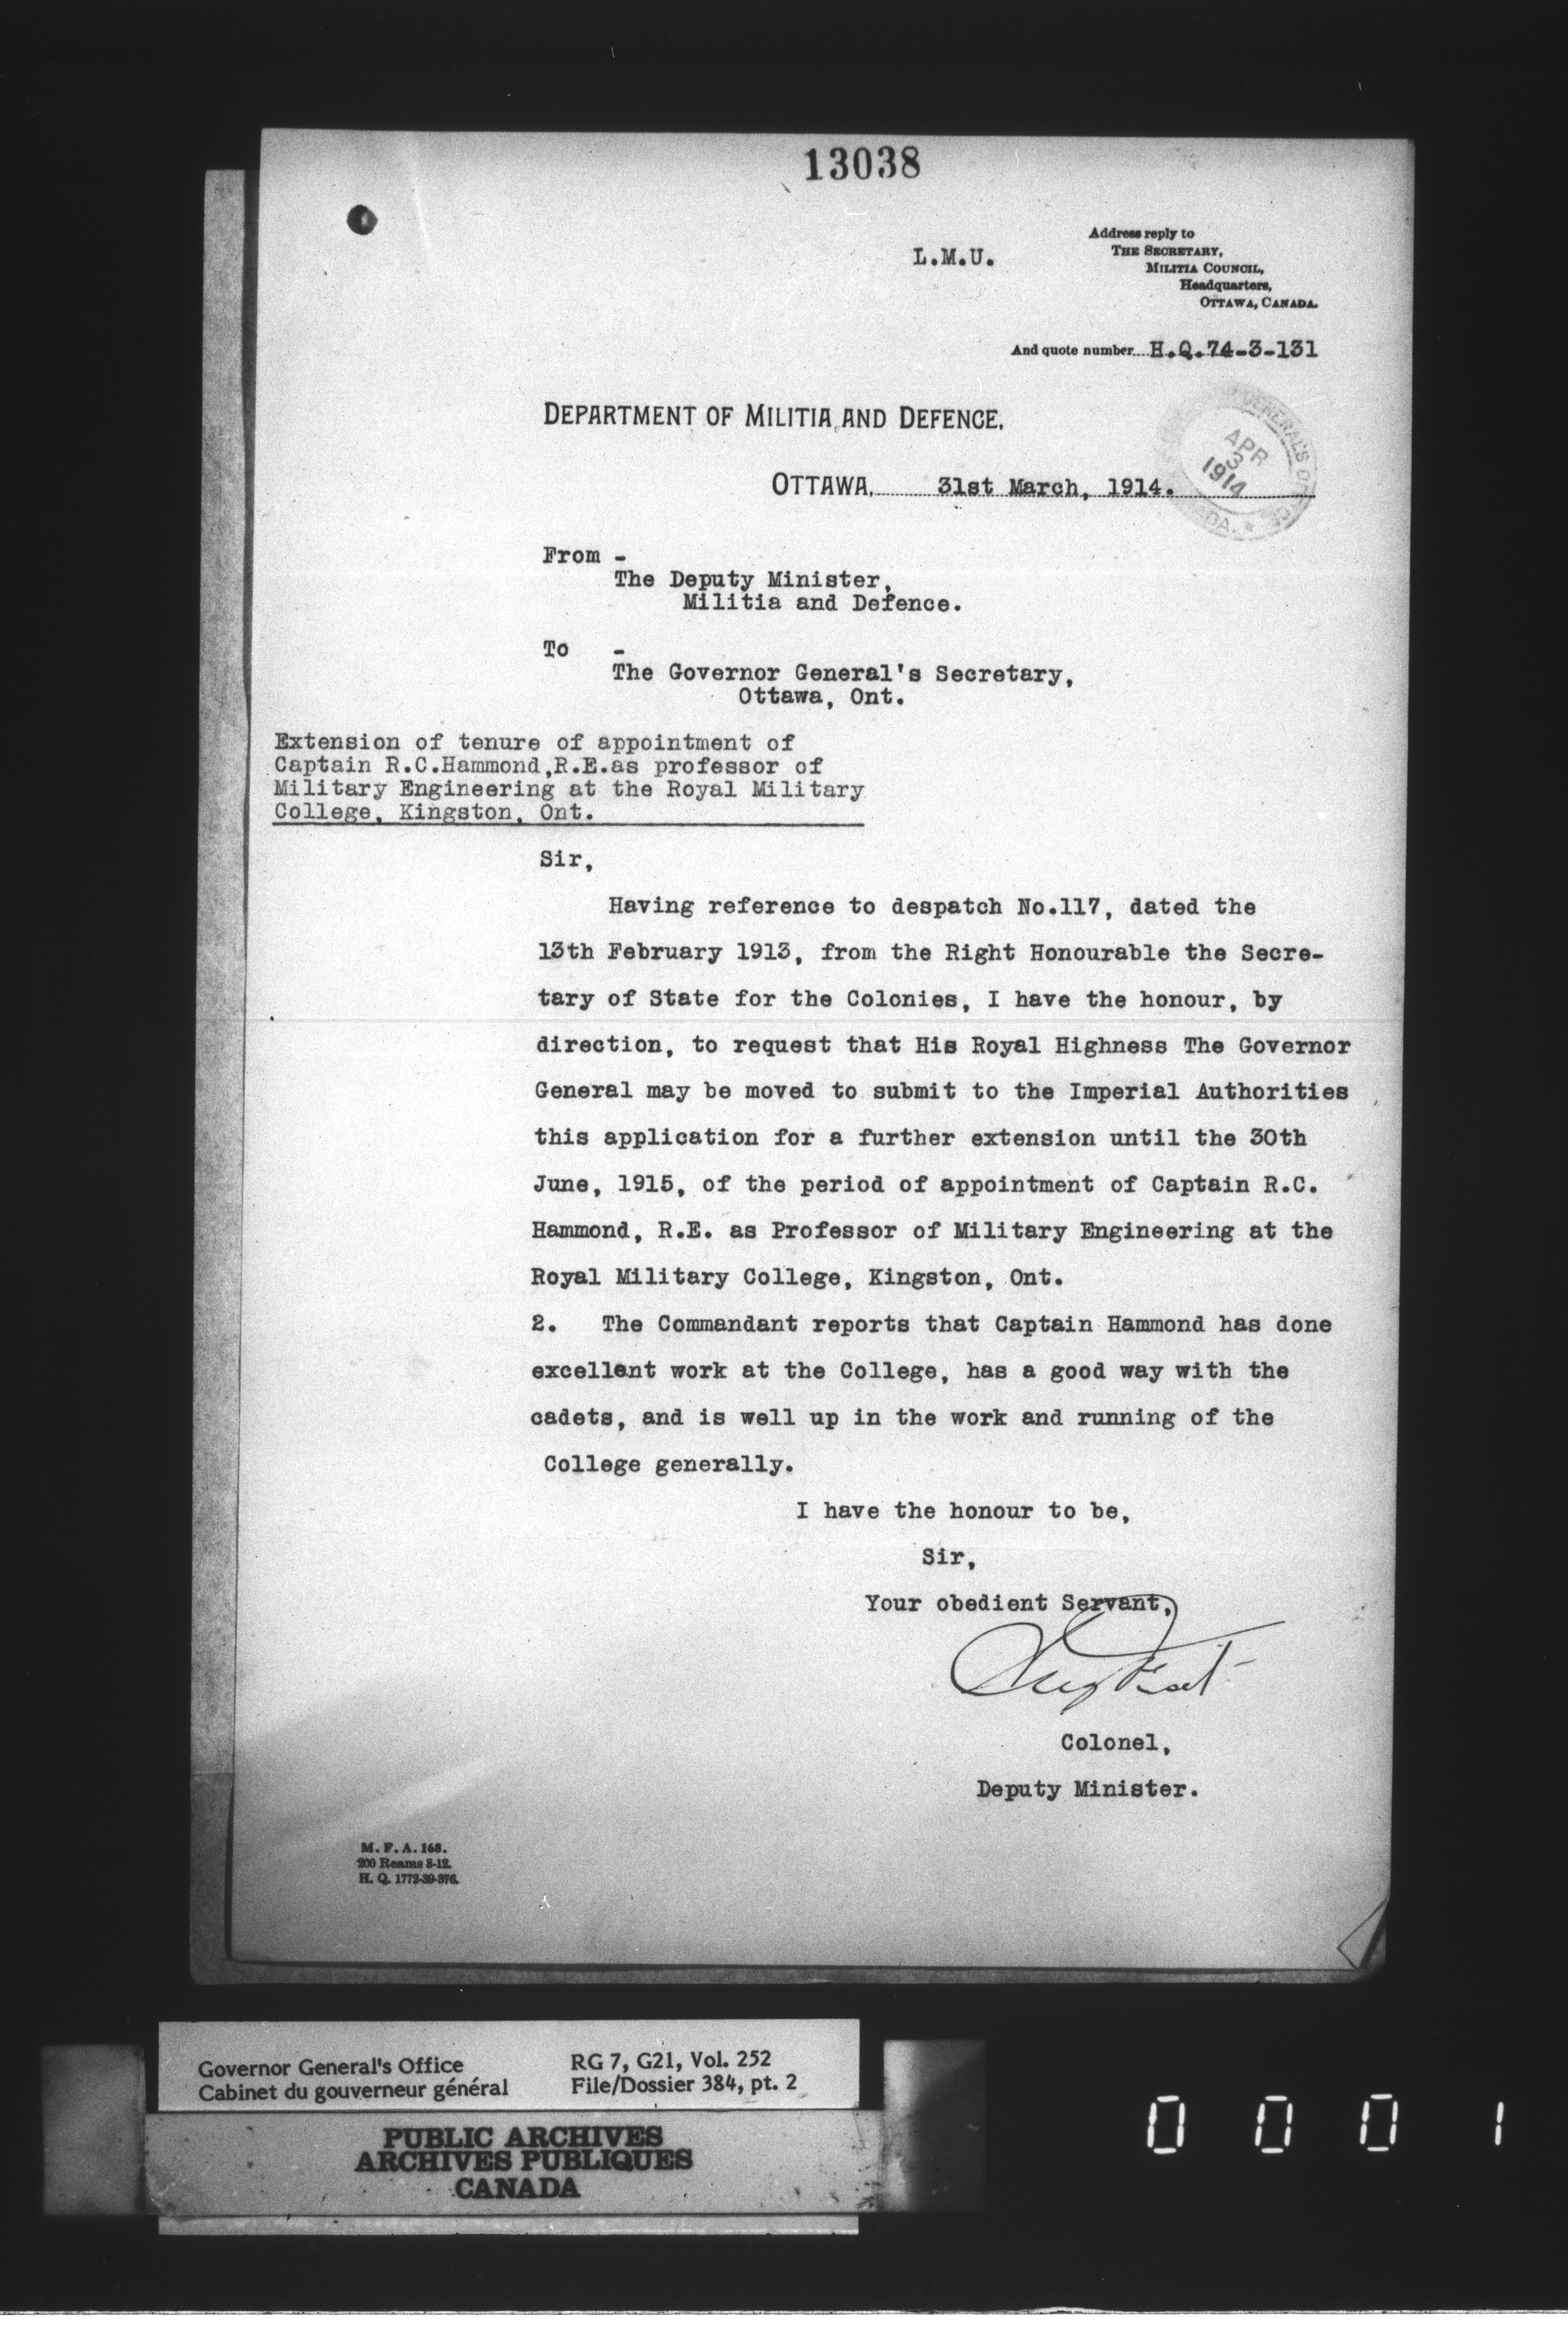 13038
L.M.U.
Address reply to
THE SECRETARY,
MILITIA COUNCIL,
Headquarters,
OTTAWA, CANADA.
And quote number....H.Q.74-3-131
DEPARTMENT OF MILITIA AND DEFENCE.
GENERAL'S
APR
3
1914
OTTAWA, 31st March, 1914.
From -
The Deputy Minister,
Militia and Defence.
To -
The Governor General's Secretary,
Ottawa, Ont.
Extension of tenure of appointment of
Captain R.C.Hammond,R.E.as professor of
Military Engineering at the Royal Military
College, Kingston, Ont.
Sir,
Having reference to despatch No.117, dated the
13th February 1913, from the Right Honourable the Secre-
tary of State for the Colonies, I have the honour, by
direction, to request that His Royal Highness The Governor
General may be moved to submit to the Imperial Authorities
this application for a further extension until the 30th
June, 1915, of the period of appointment of Captain R.C.
Hammond, R.E. as Professor of Military Engineering at the
Royal Military College, Kingston, Ont.
2. The Commandant reports that Captain Hammond has done
excellent work at the College, has a good way with the
cadets, and is well up in the work and running of the
College generally.
I have the honour to be,
Sir,
Your obedient Servant,
Colonel,
Deputy Minister.
M. F. A. 168.
200 Reams 8-12.
H. Q. 1772-39-376.
Governor General's Office
Cabinet du gouverneur général
RG 7, G21, Vol. 252
File/Dossier 384, pt. 2
PUBLIC ARCHIVES
ARCHIVES PUBLIQUES
CANADA
0 0 0 1